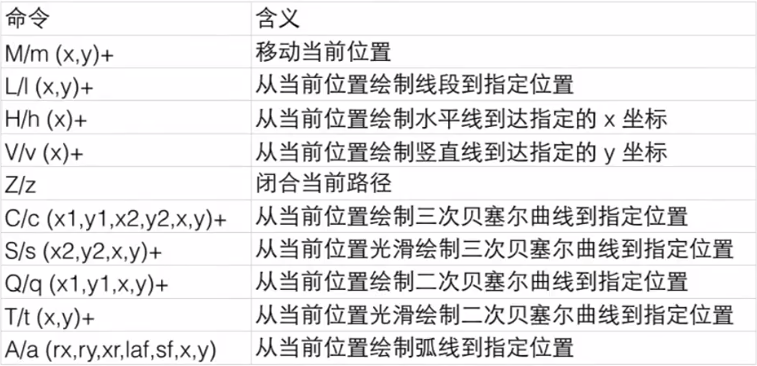 命令 含义
M/m (x,y)+ 移动当前位置
L/l (x,y)+ 从当前位置绘制线段到指定位置
H/h (x)+ 从当前位置绘制水平线到达指定的 x 坐标
V/v (x)+ 从当前位置绘制竖直线到达指定的 y 坐标
Z/z 闭合当前路径
C/c (x1,y1,x2,y2,x,y)+ 从当前位置绘制三次贝塞尔曲线到指定位置
S/s (x2,y2,x,y)+ 从当前位置光滑绘制三次贝塞尔曲线到指定位置
Q/q (x1,y1,x,y)+ 从当前位置绘制二次贝塞尔曲线到指定位置
T/t (x,y)+ 从当前位置光滑绘制二次贝塞尔曲线到指定位置
A/a (rx,ry,xr,laf,sf,x,y) 从当前位置绘制弧线到指定位置